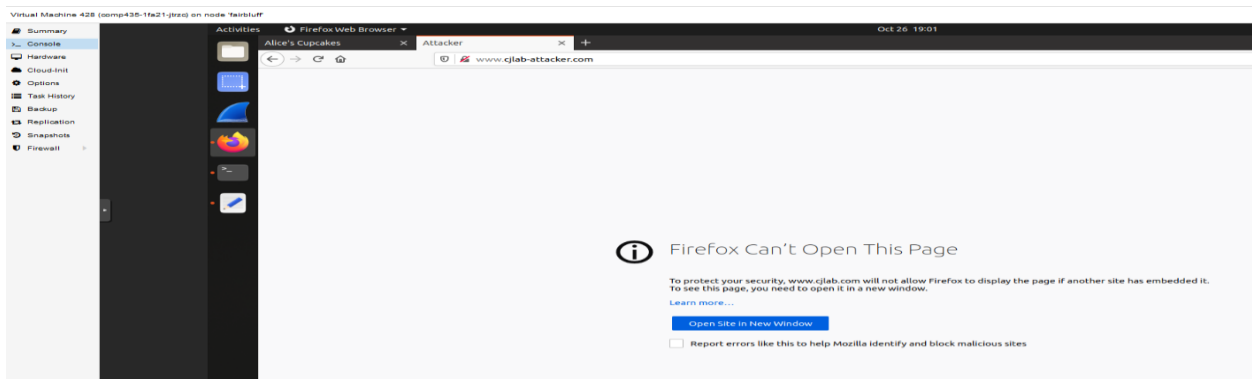 Virtual Machine 428 (comp435-1fa21-jtrzc) on node 'fairbluff'
Summary
Console
Hardware
Cloud-Init
Options
Task History
Backup
Replication
Snapshots
Firewall
Activities Firefox Web Browser Oct 26 19:01
Alice's Cupcakes Attacker
www.cjlab-attacker.com
Firefox Can't Open This Page
To protect your security, www.cjlab.com will not allow Firefox to display the page if another site has embedded it.
To see this page, you need to open it in a new window.
Learn more...
Open Site in New Window
Report errors like this to help Mozilla identify and block malicious sites